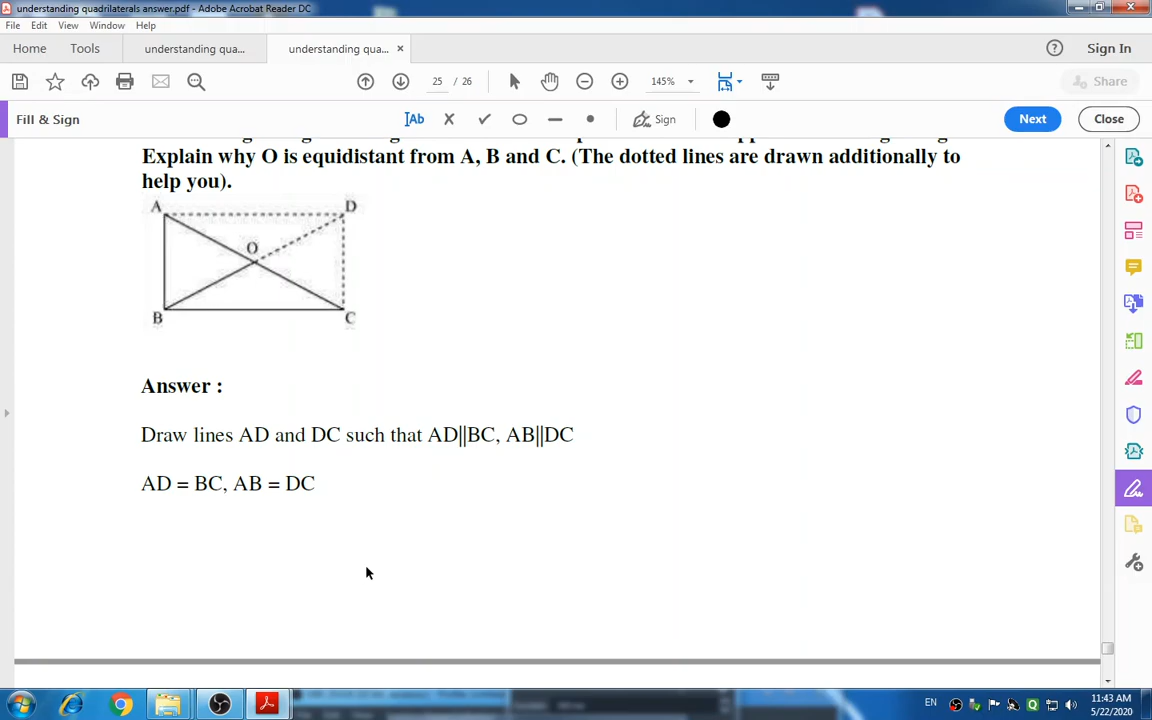 understanding quadrilaterals answer.pdf - Adobe Acrobat Reader DC
File Edit View Window Help
Home Tools understanding qua... understanding qua... × Sign In
25 / 26 145% Share
Fill & Sign Ab Sign Next Close
Explain why O is equidistant from A, B and C. (The dotted lines are drawn additionally to
help you).
A D
O
B C
Answer :
Draw lines AD and DC such that AD||BC, AB||DC
AD = BC, AB = DC
EN 11:43 AM
5/22/2020